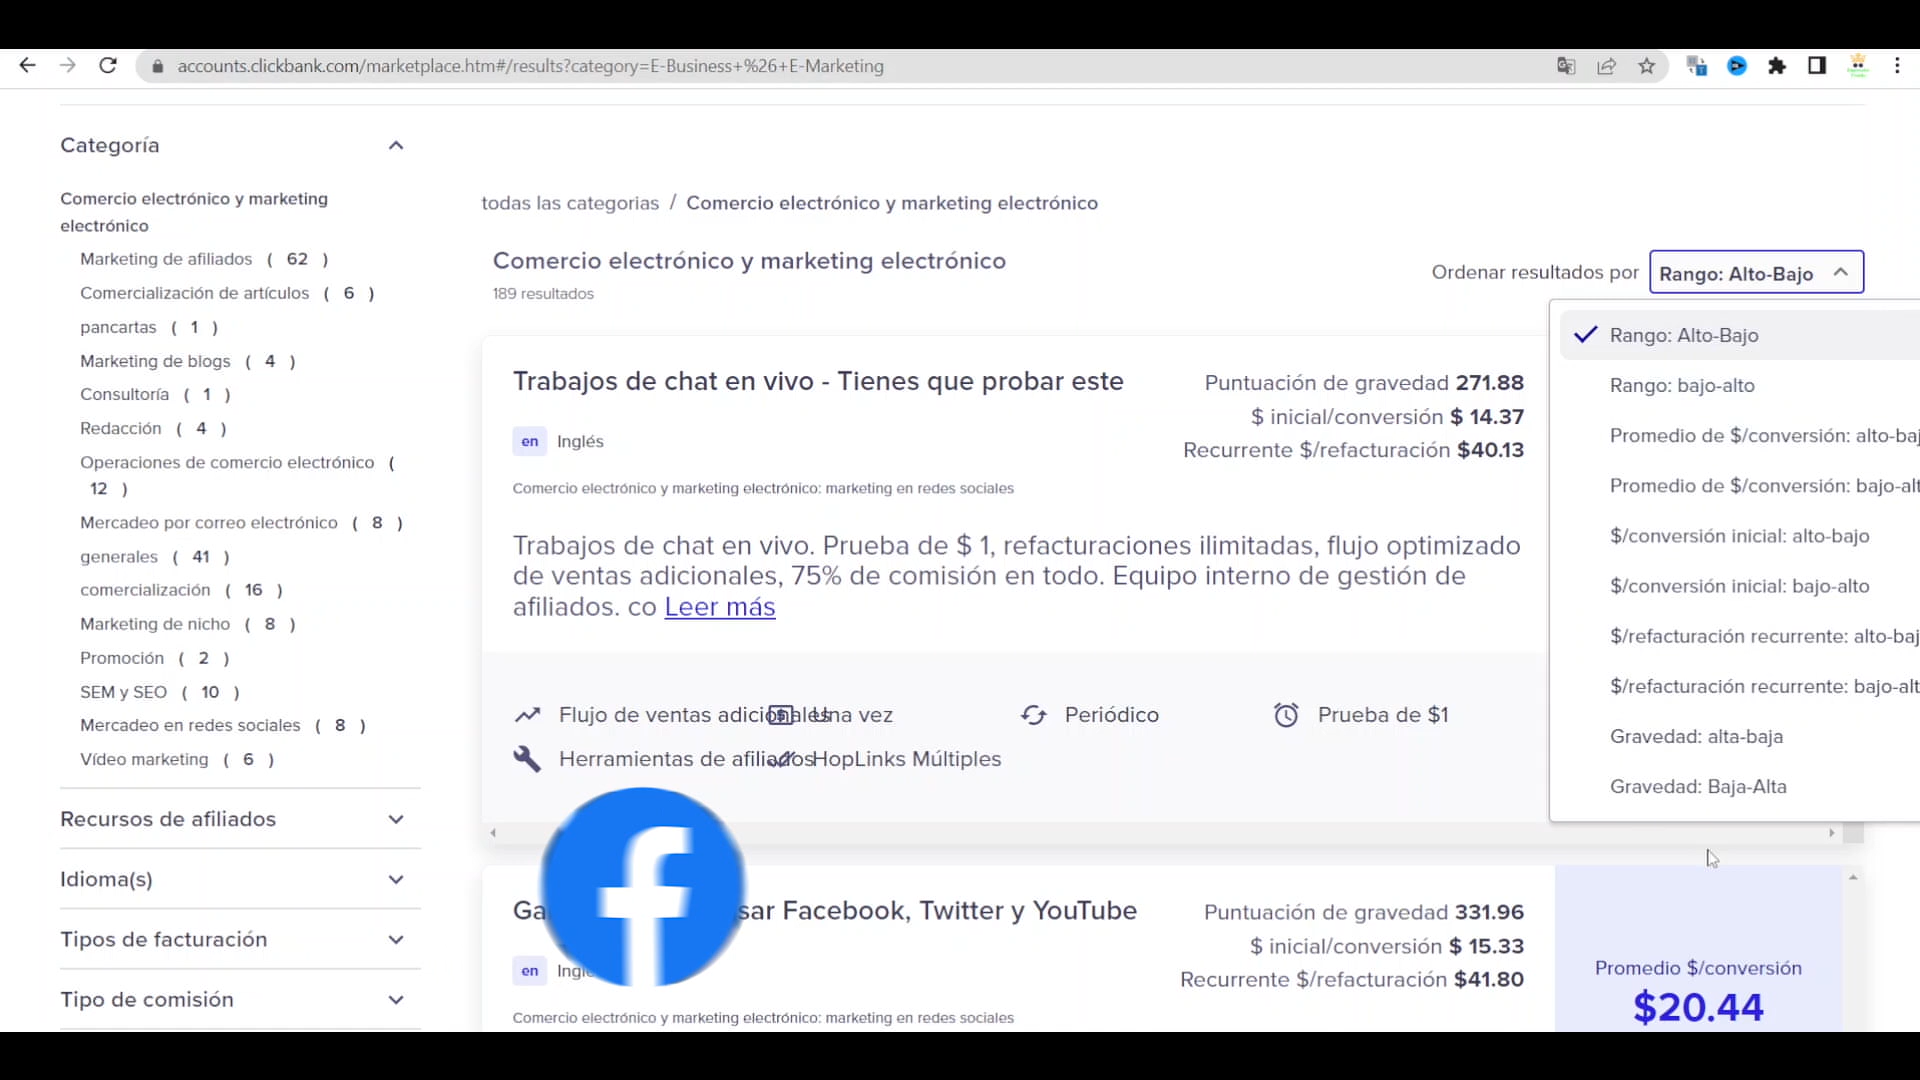 accounts.clickbank.com/marketplace.htm#/results?category=E-Business+%26+E-Marketing
Categoría
Comercio electrónico y marketing
electrónico
Marketing de afiliados ( 62 )
Comercialización de artículos ( 6 )
pancartas ( 1 )
Marketing de blogs ( 4 )
Consultoría ( 1 )
Redacción ( 4 )
Operaciones de comercio electrónico (
12 )
Mercadeo por correo electrónico ( 8 )
generales ( 41 )
comercialización ( 16 )
Marketing de nicho ( 8 )
Promoción ( 2 )
SEM y SEO ( 10 )
Mercadeo en redes sociales ( 8 )
Vídeo marketing ( 6 )
Recursos de afiliados
Idioma(s)
Tipos de facturación
Tipo de comisión
todas las categorias / Comercio electrónico y marketing electrónico
Comercio electrónico y marketing electrónico
189 resultados
Ordenar resultados por Rango: Alto-Bajo
Rango: Alto-Bajo
Rango: bajo-alto
Promedio de $/conversión: alto-baj
Promedio de $/conversión: bajo-alt
$/conversión inicial: alto-bajo
$/conversión inicial: bajo-alto
$/refacturación recurrente: alto-baj
$/refacturación recurrente: bajo-alt
Gravedad: alta-baja
Gravedad: Baja-Alta
Trabajos de chat en vivo - Tienes que probar este
en Inglés
Comercio electrónico y marketing electrónico: marketing en redes sociales
Puntuación de gravedad 271.88
$ inicial/conversión $ 14.37
Recurrente $/refacturación $40.13
Trabajos de chat en vivo. Prueba de $ 1, refacturaciones ilimitadas, flujo optimizado
de ventas adicionales, 75% de comisión en todo. Equipo interno de gestión de
afiliados. co Leer más
Flujo de ventas adicionales Una vez Periódico Prueba de $1
Herramientas de afiliados HopLinks Múltiples
Ga sar Facebook, Twitter y YouTube
en Ingl
Comercio electrónico y marketing electrónico: marketing en redes sociales
Puntuación de gravedad 331.96
$ inicial/conversión $ 15.33
Recurrente $/refacturación $41.80
Promedio $/conversión
$20.44